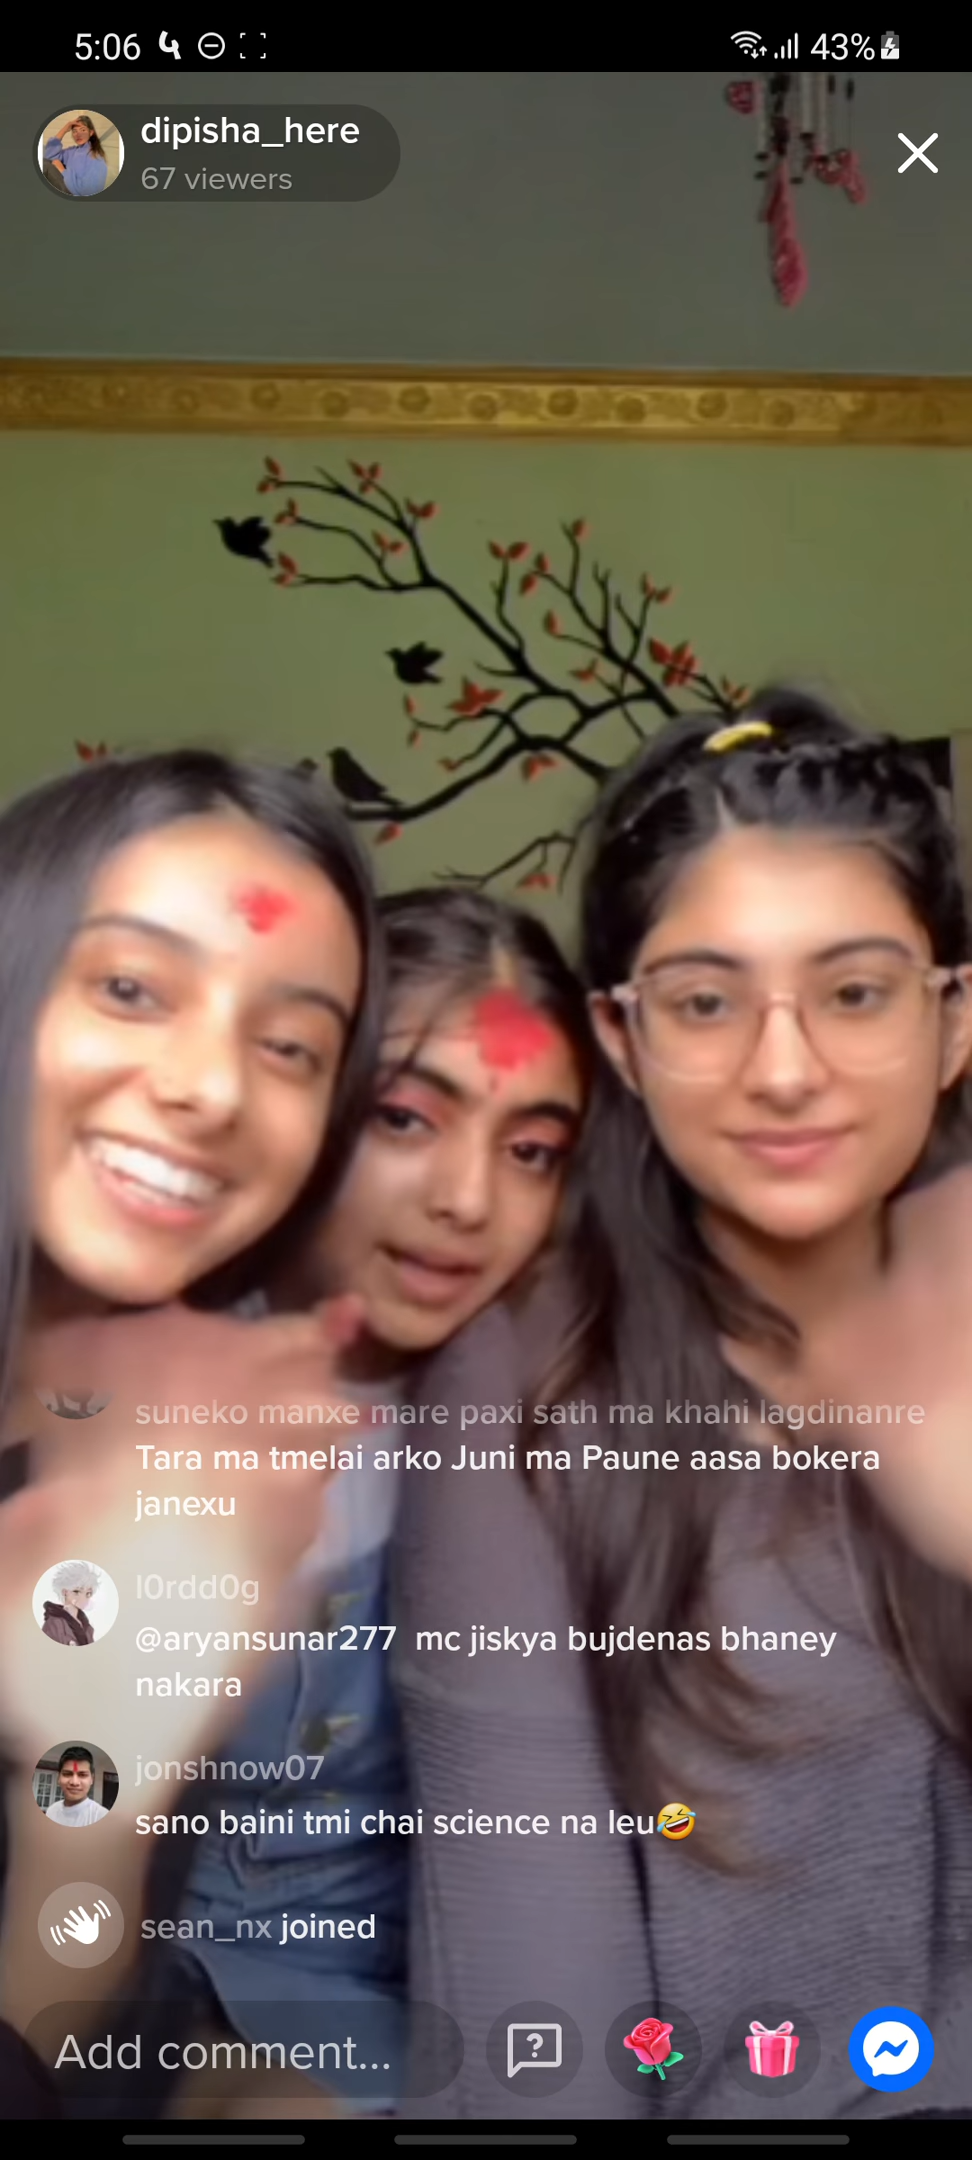 5:06
43%
dipisha_here
67 viewers
suneko manxe mare paxi sath ma khahi lagdinanre
Tara ma tmelai arko Juni ma Paune aasa bokera
janexu
l0rdd0g
@aryansunar277 mc jiskya bujdenas bhaney
nakara
jonshnow07
sano baini tmi chai science na leu🤣
sean_nx joined
Add comment...